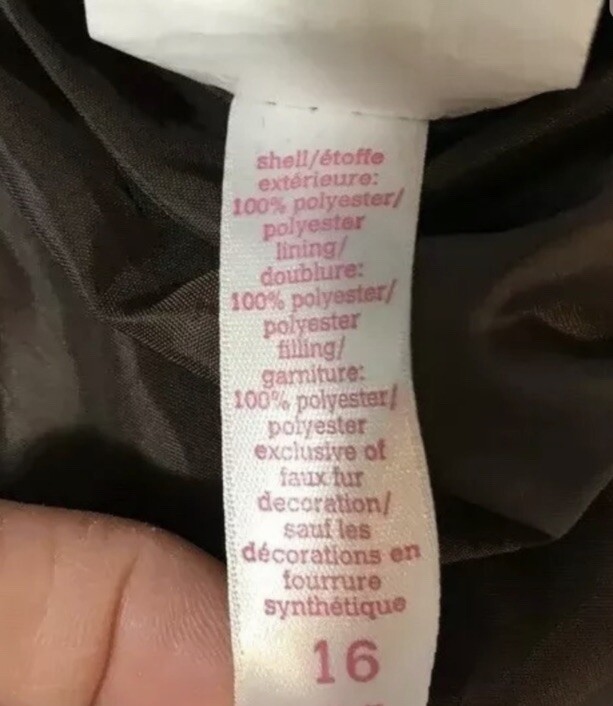 shell/étoffe
extérieure:
100% polyester/
polyester
lining/
doublure:
100% polyester/
polyester
filling/
garniture:
100% polyester/
polyester
exclusive of
faux fur
decoration/
sauf les
décorations en
fourrure
synthétique
16